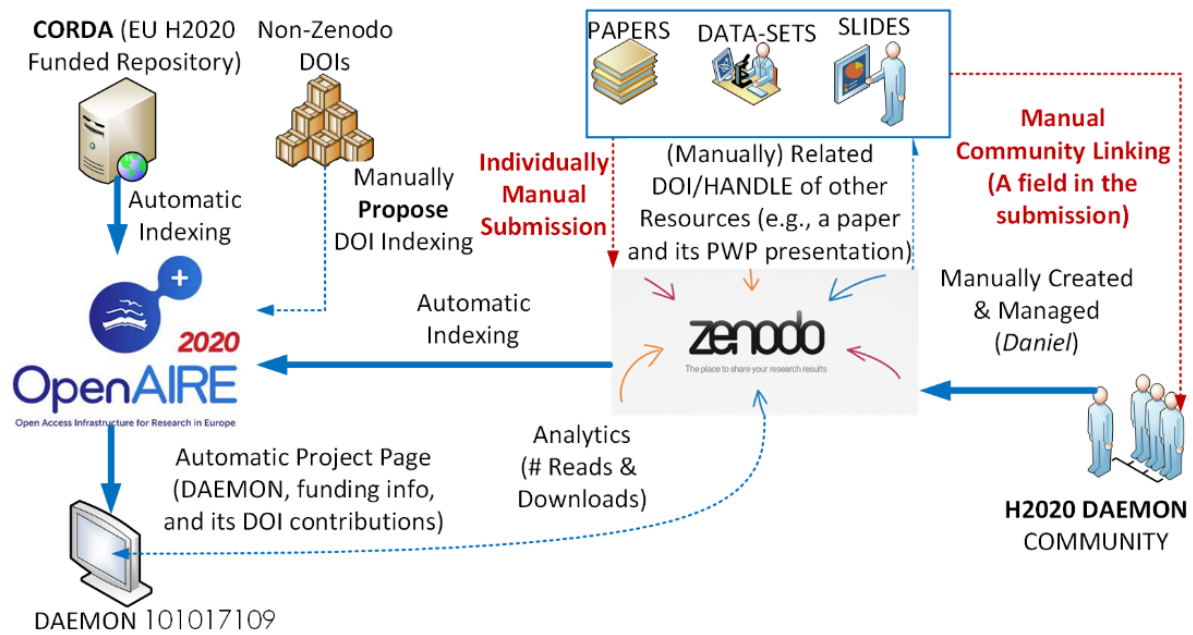 CORDA (EU H2020
Funded Repository)
Non-Zenodo
DOIs
PAPERS
DATA-SETS
SLIDES
Automatic
Indexing
Manually
Propose
DOI Indexing
Individually
Manual
Submission
(Manually) Related
DOI/HANDLE of other
Resources (e.g., a paper
and its PWP presentation)
Manual
Community Linking
(A field in the
submission)
2020
OpenAIRE
Open Access Infrastructure for Research in Europe
Automatic
Indexing
zenodo
The place to share your research results
Manually Created
& Managed
(Daniel)
Automatic Project Page
(DAEMON, funding info,
and its DOI contributions)
Analytics
(# Reads &
Downloads)
H2020 DAEMON
COMMUNITY
DAEMON 101017109